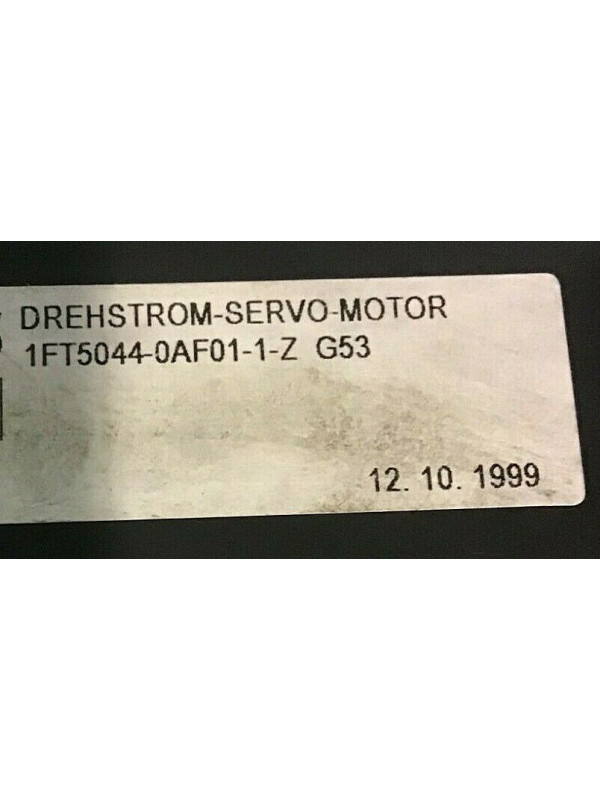 DREHSTROM-SERVO-MOTOR
1FT5044-0AF01-1-Z G53
12. 10. 1999